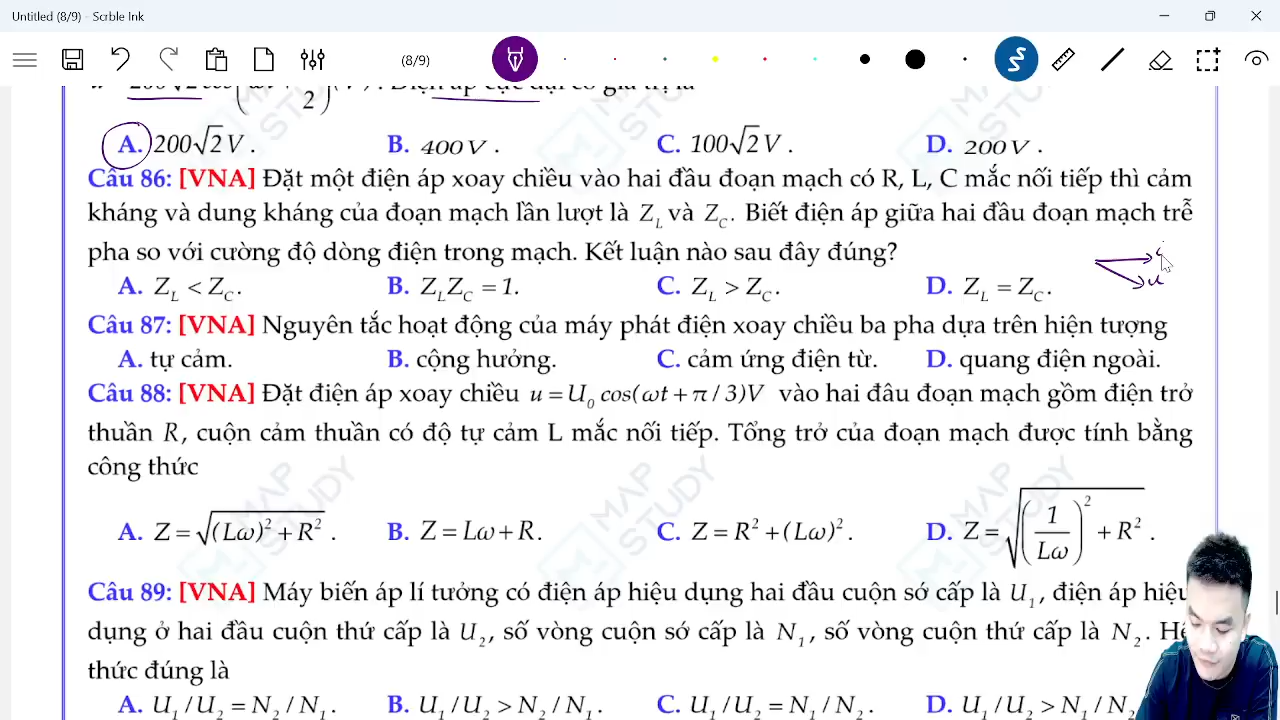 Untitled (8/9) - Scrble Ink
(8/9)
2
A. 200√2 V . B. 400 V . C. 100√2 V . D. 200 V .
Câu 86: [VNA] Đặt một điện áp xoay chiều vào hai đầu đoạn mạch có R, L, C mắc nối tiếp thì cảm
kháng và dung kháng của đoạn mạch lần lượt là Z_L và Z_C. Biết điện áp giữa hai đầu đoạn mạch trễ
pha so với cường độ dòng điện trong mạch. Kết luận nào sau đây đúng?
i
u
A. Z_L < Z_C. B. Z_L Z_C = 1. C. Z_L > Z_C. D. Z_L = Z_C.
Câu 87: [VNA] Nguyên tắc hoạt động của máy phát điện xoay chiều ba pha dựa trên hiện tượng
A. tự cảm. B. cộng hưởng. C. cảm ứng điện từ. D. quang điện ngoài.
Câu 88: [VNA] Đặt điện áp xoay chiều u = U_0 cos(ωt + π / 3)V vào hai đâu đoạn mạch gồm điện trở
thuần R, cuộn cảm thuần có độ tự cảm L mắc nối tiếp. Tổng trở của đoạn mạch được tính bằng
công thức
A. Z = √((Lω)² + R²) . B. Z = Lω + R. C. Z = R² + (Lω)². D. Z = √((1/Lω)² + R²) .
Câu 89: [VNA] Máy biến áp lí tưởng có điện áp hiệu dụng hai đầu cuộn sớ cấp là U_1, điện áp hiệu
dụng ở hai đầu cuộn thứ cấp là U_2, số vòng cuộn sớ cấp là N_1, số vòng cuộn thứ cấp là N_2. Hệ
thức đúng là
A. U_1 / U_2 = N_2 / N_1. B. U_1 / U_2 > N_2 / N_1. C. U_1 / U_2 = N_1 / N_2. D. U_1 / U_2 > N_1 / N_2
MAP STUDY
MAP STUDY
MAP STUDY